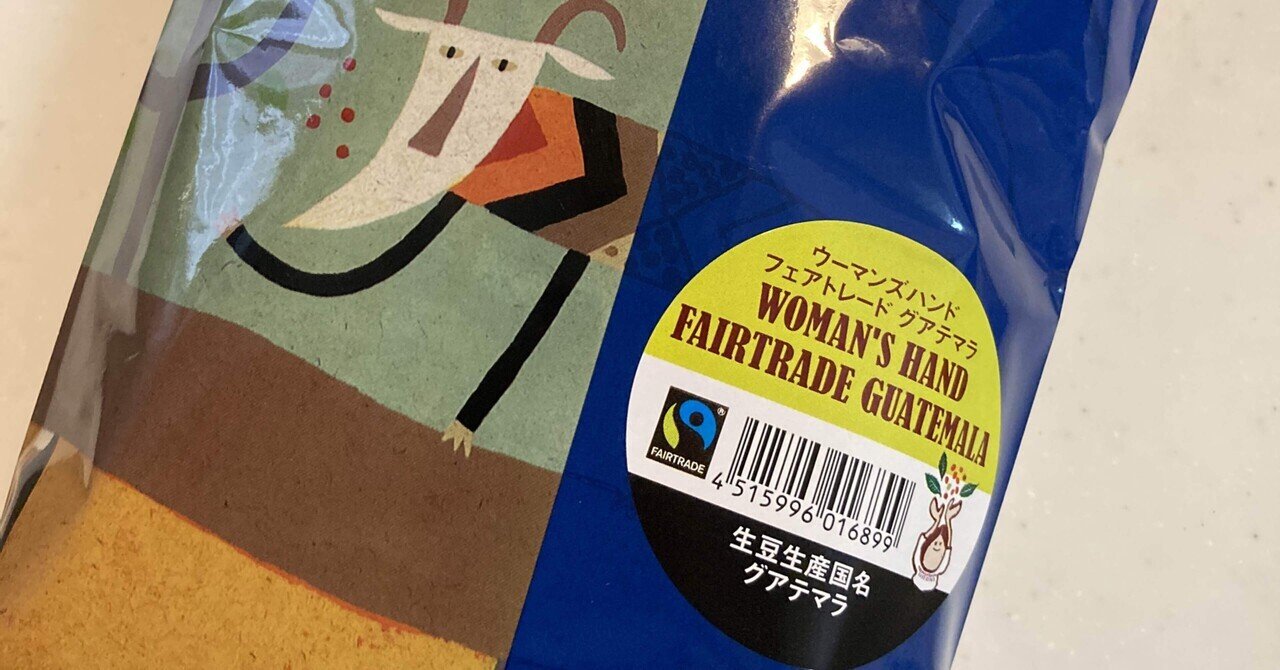 ウーマンズハンド
フェアトレード グアテマラ
WOMAN'S HAND
FAIRTRADE GUATEMALA
®
FAIRTRADE
4 515996 016899
生豆生産国名
グアテマラ